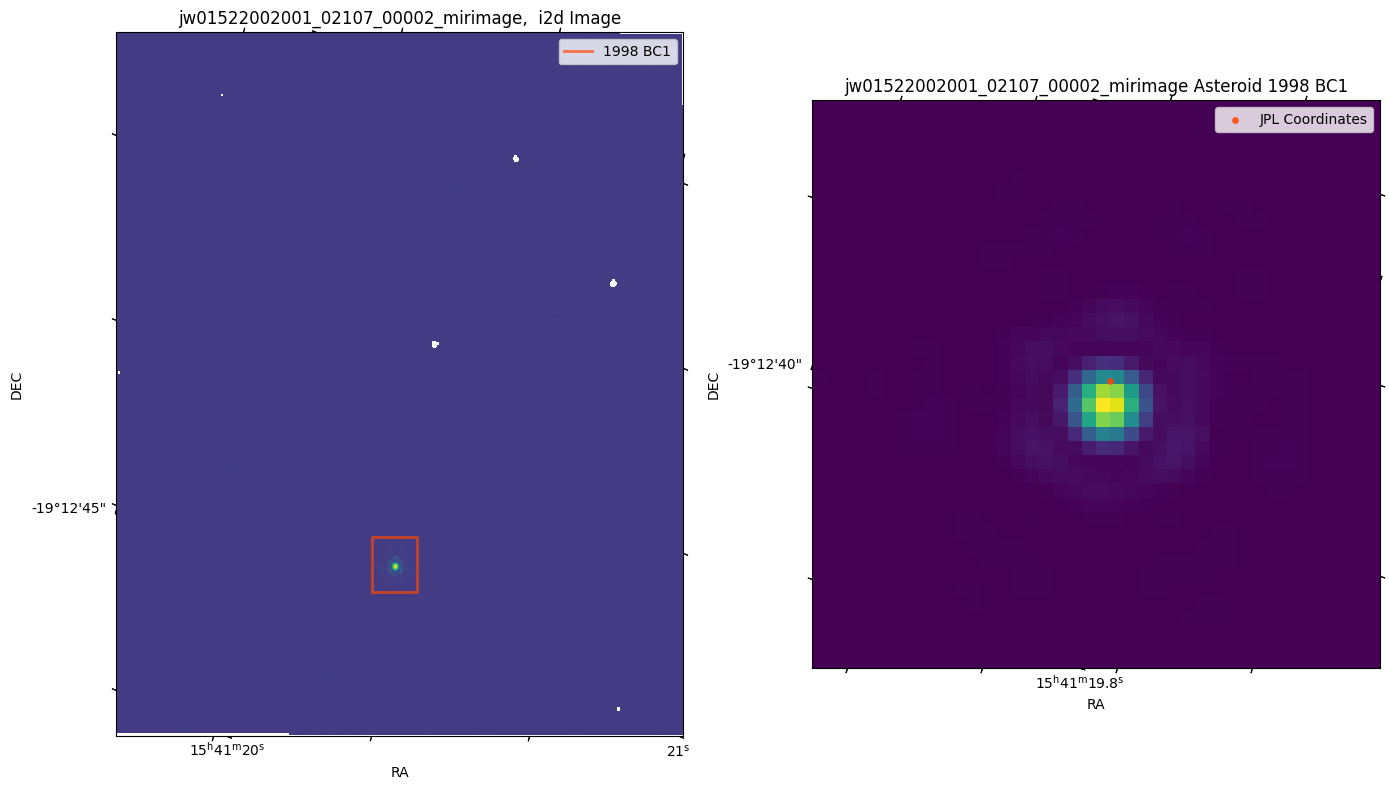 jw01522002001_02107_00002_mirimage,  i2d Image
1998 BC1
DEC
-19°12'45"
15ʰ41ᵐ20ˢ
21ˢ
RA
jw01522002001_02107_00002_mirimage Asteroid 1998 BC1
JPL Coordinates
DEC
-19°12'40"
15ʰ41ᵐ19.8ˢ
RA